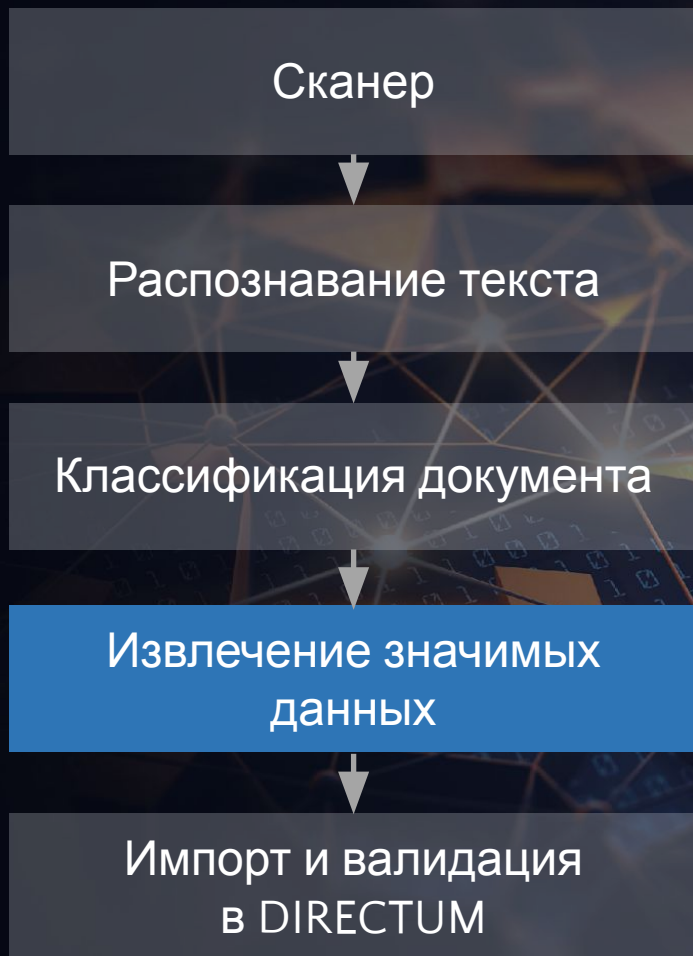 Сканер
Распознавание текста
Классификация документа
Извлечение значимых
данных
Импорт и валидация
в DIRECTUM